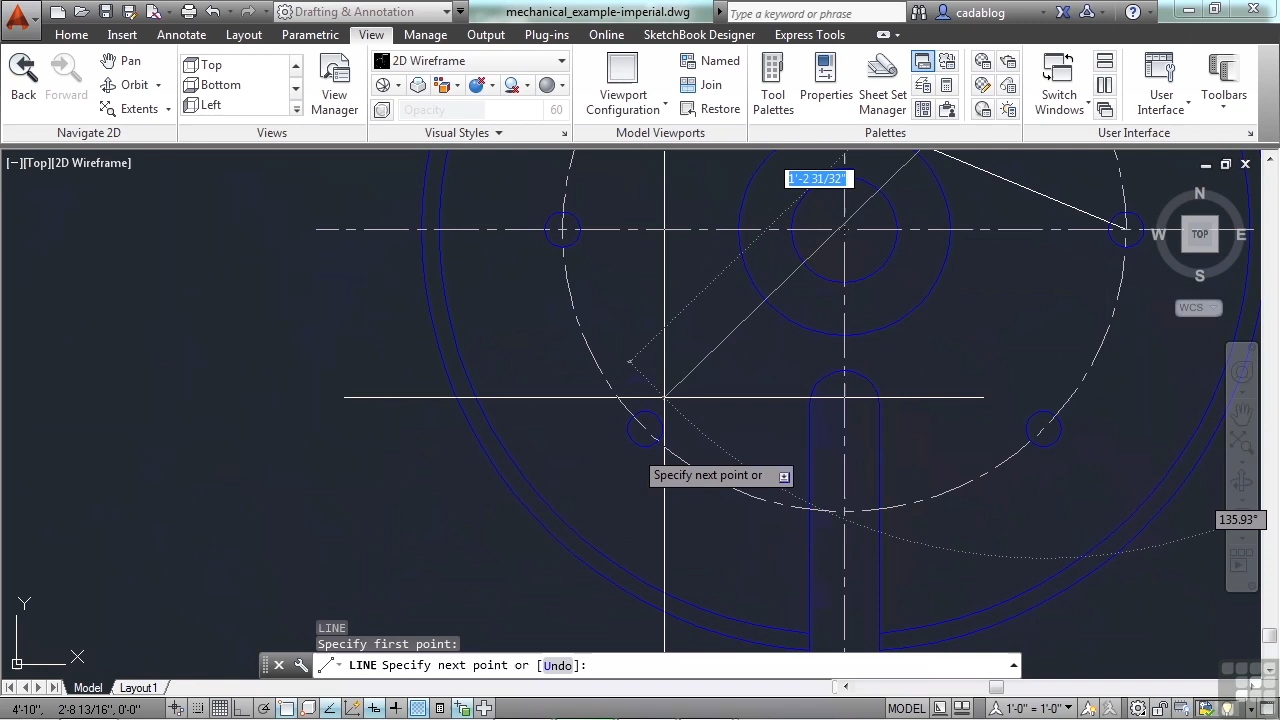 Drafting & Annotation
mechanical_example-imperial.dwg
Type a keyword or phrase
cadablog
Home Insert Annotate Layout Parametric View Manage Output Plug-ins Online SketchBook Designer Express Tools
Back
Forward
Pan
Orbit
Extents
Navigate 2D
Top
Bottom
Left
View
Manager
Views
2D Wireframe
Opacity 60
Visual Styles
Viewport
Configuration
Named
Join
Restore
Model Viewports
Tool
Palettes
Properties
Sheet Set
Manager
Palettes
Switch
Windows
User
Interface
Toolbars
User Interface
[−][Top][2D Wireframe]
1'-2 31/32"
N
W TOP E
S
WCS
Specify next point or
135.93°
Y
X
LINE
Specify first point:
LINE Specify next point or [Undo]:
Model Layout1
4'-10", 2'-8 13/16", 0'-0"
MODEL
1'-0" = 1'-0"